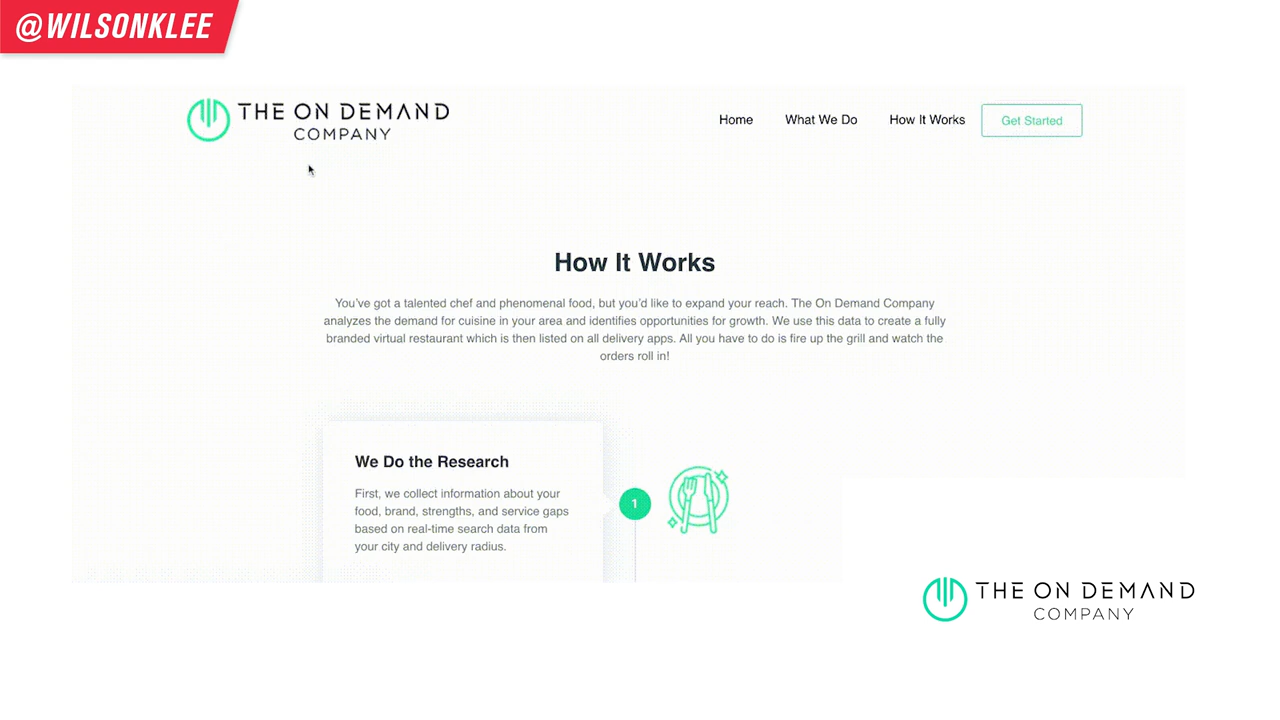 @WILSONKLEE
THE ON DEMAND
COMPANY
Home What We Do How It Works Get Started
How It Works
You've got a talented chef and phenomenal food, but you'd like to expand your reach. The On Demand Company
analyzes the demand for cuisine in your area and identifies opportunities for growth. We use this data to create a fully
branded virtual restaurant which is then listed on all delivery apps. All you have to do is fire up the grill and watch the
orders roll in!
We Do the Research
First, we collect information about your
food, brand, strengths, and service gaps
based on real-time search data from
your city and delivery radius.
1
THE ON DEMAND
COMPANY